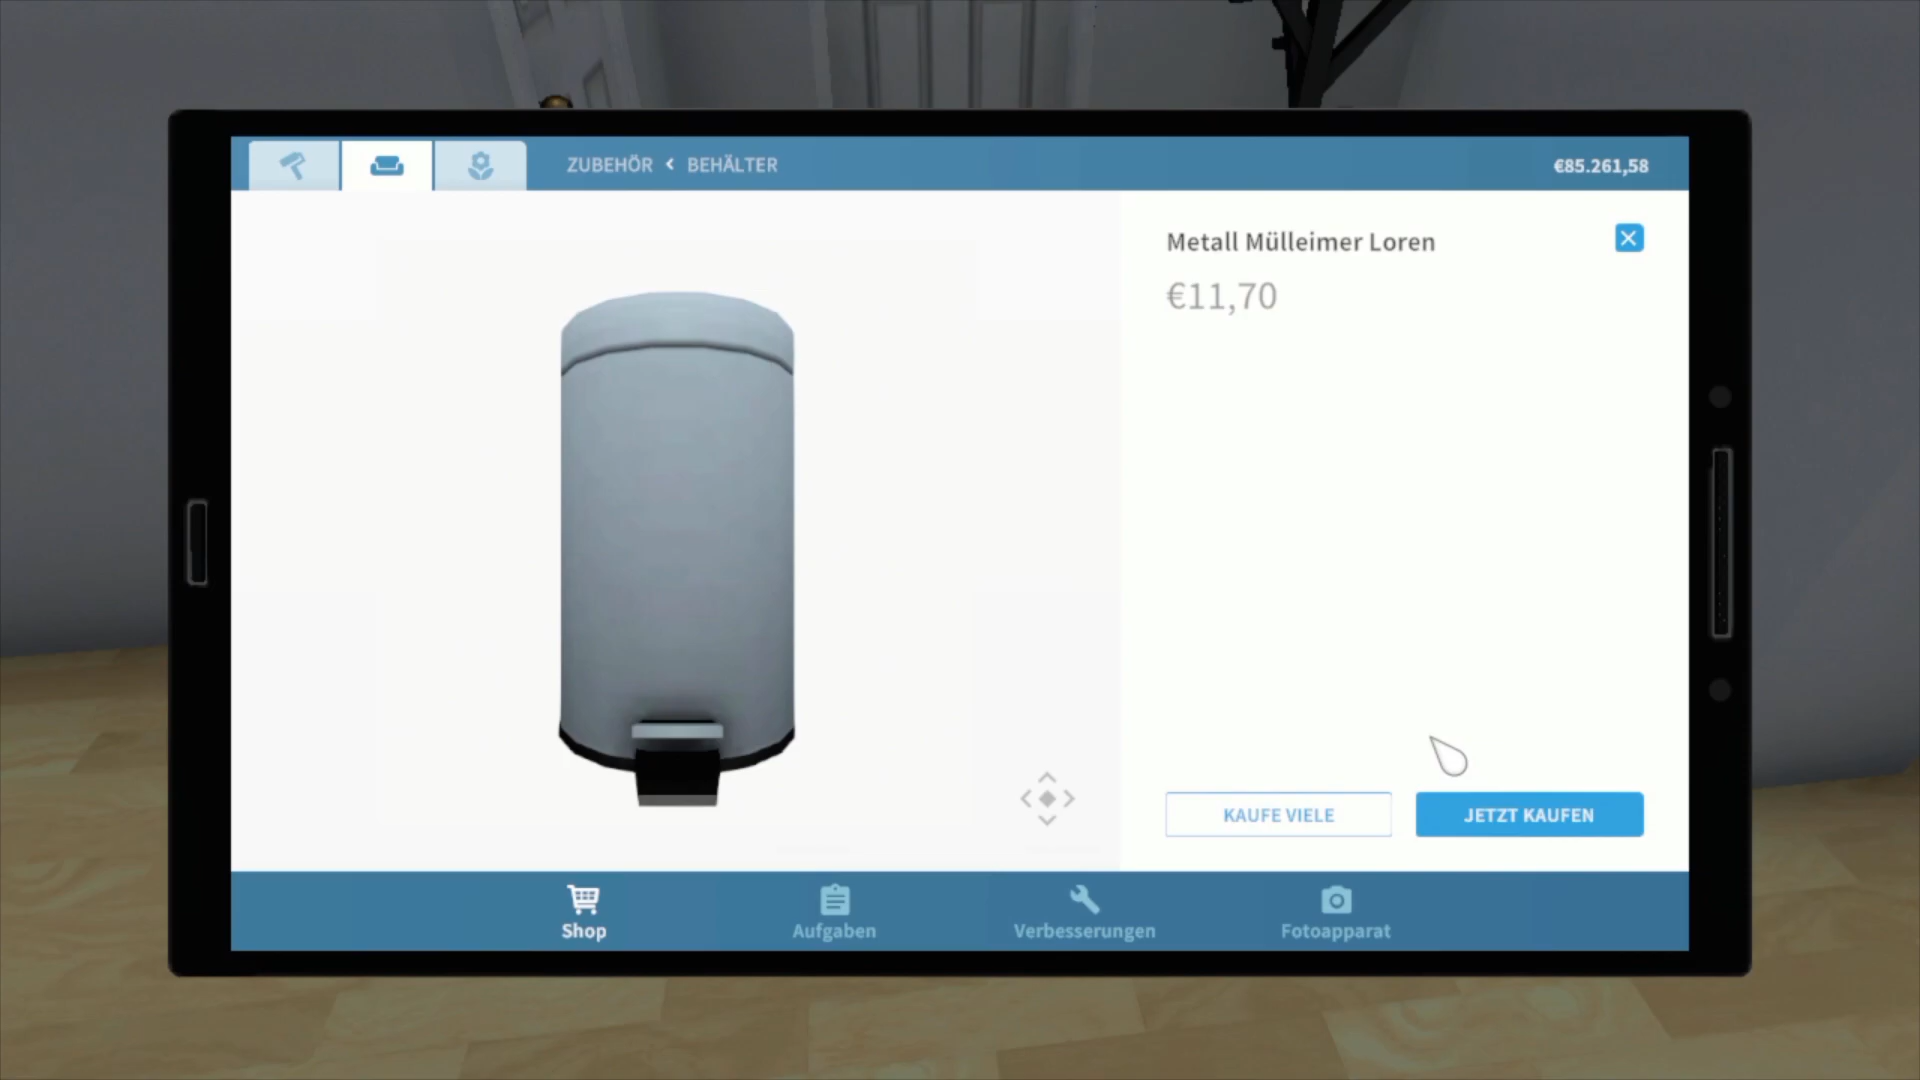 ZUBEHÖR < BEHÄLTER
€85.261,58
Metall Mülleimer Loren
€11,70
KAUFE VIELE
JETZT KAUFEN
Shop
Aufgaben
Verbesserungen
Fotoapparat